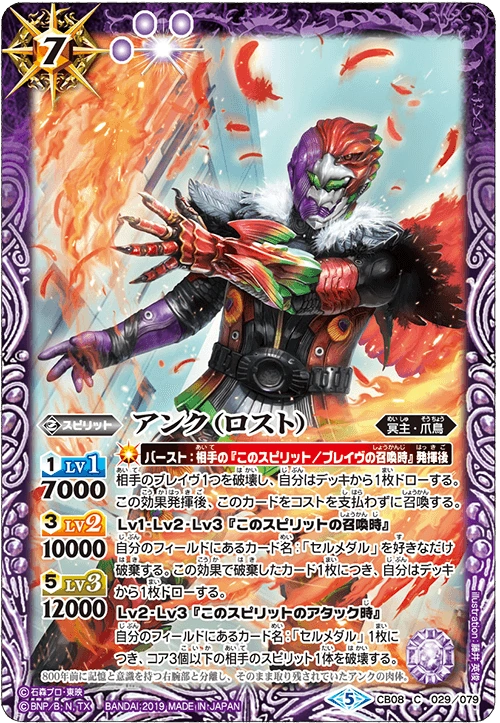 7
スピリット
アンク（ロスト）
冥主・爪鳥
バースト：相手の『このスピリット／ブレイヴの召喚時』発揮後
相手のブレイヴ1つを破壊し、自分はデッキから1枚ドローする。
この効果発揮後、このカードをコストを支払わずに召喚する。
1 LV1
7000
Lv1・Lv2・Lv3『このスピリットの召喚時』
3 LV2
10000
自分のフィールドにあるカード名：「セルメダル」を好きなだけ
破棄する。この効果で破棄したカード1枚につき、自分はデッキ
から1枚ドローする。
5 LV3
12000
Lv2・Lv3『このスピリットのアタック時』
自分のフィールドにあるカード名：「セルメダル」1枚に
つき、コア3個以下の相手のスピリット1体を破壊する。
800年前に記憶と意識を持つ右腕部と分離し、そのまま取り残されていたアンクの肉体。
illustration：藤井英俊
©石森プロ・東映
©BNP/B, N, TX
BANDAI 2019 MADE IN JAPAN
5
CB08 C 029/079